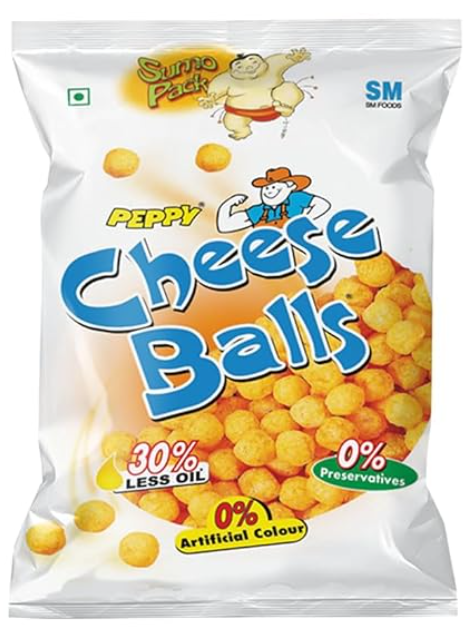 Sumo
Pack
SM
SM FOODS
PEPPY®
Cheese
Balls
30%
LESS OIL*
0%
Preservatives
0%
Artificial Colour